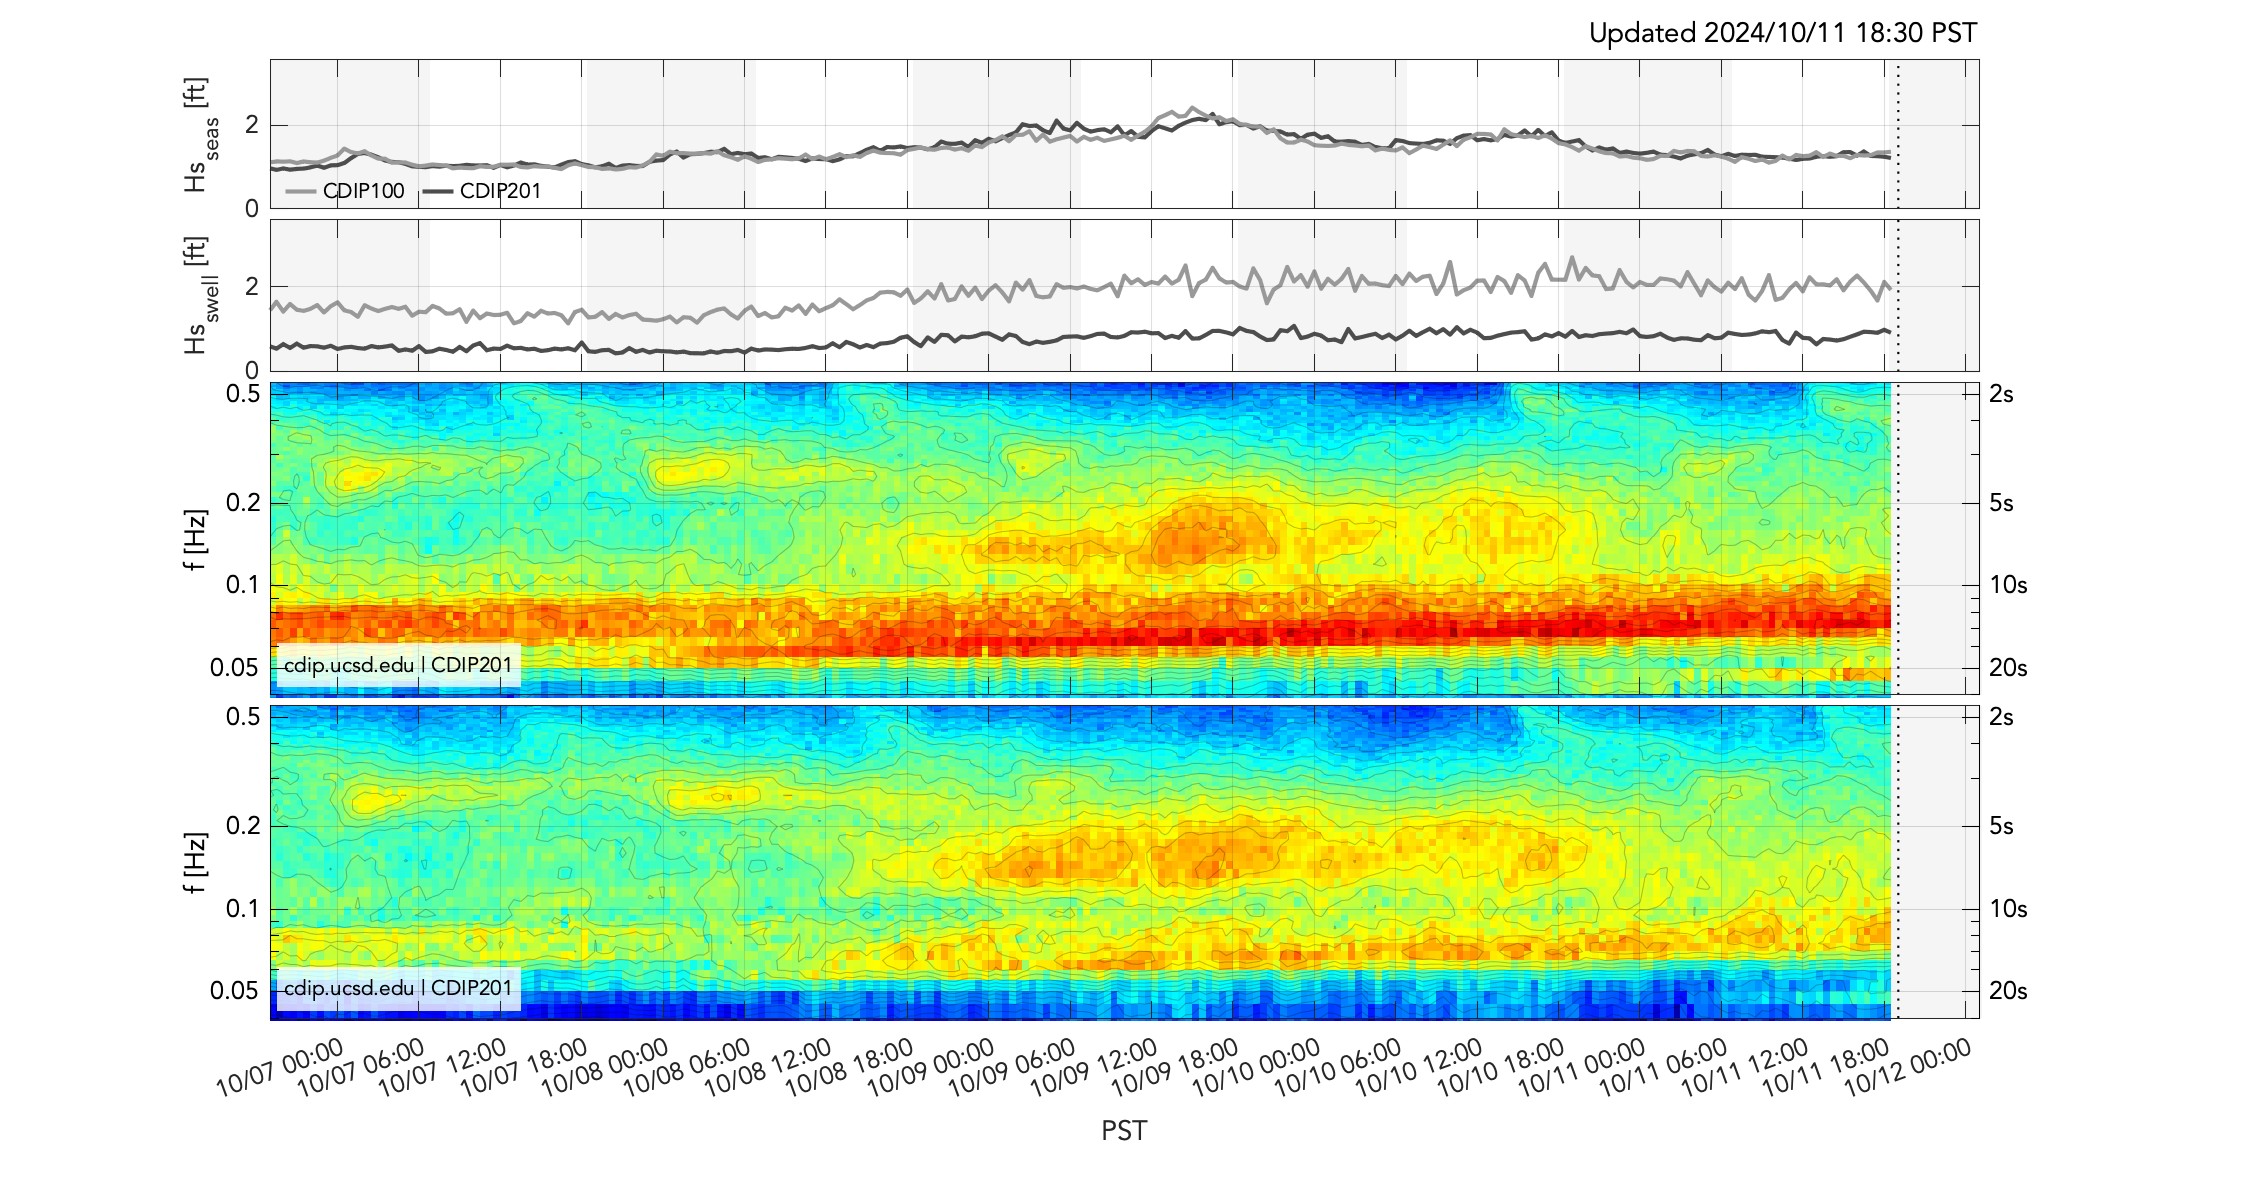 Updated 2024/10/11 18:30 PST
Hs seas [ft]
2
0
CDIP100 CDIP201
Hs swell [ft]
2
0
f [Hz]
0.5
0.2
0.1
0.05
2s
5s
10s
20s
cdip.ucsd.edu | CDIP201
f [Hz]
0.5
0.2
0.1
0.05
2s
5s
10s
20s
cdip.ucsd.edu | CDIP201
10/07 00:00
10/07 06:00
10/07 12:00
10/07 18:00
10/08 00:00
10/08 06:00
10/08 12:00
10/08 18:00
10/09 00:00
10/09 06:00
10/09 12:00
10/09 18:00
10/10 00:00
10/10 06:00
10/10 12:00
10/10 18:00
10/11 00:00
10/11 06:00
10/11 12:00
10/11 18:00
10/12 00:00
PST